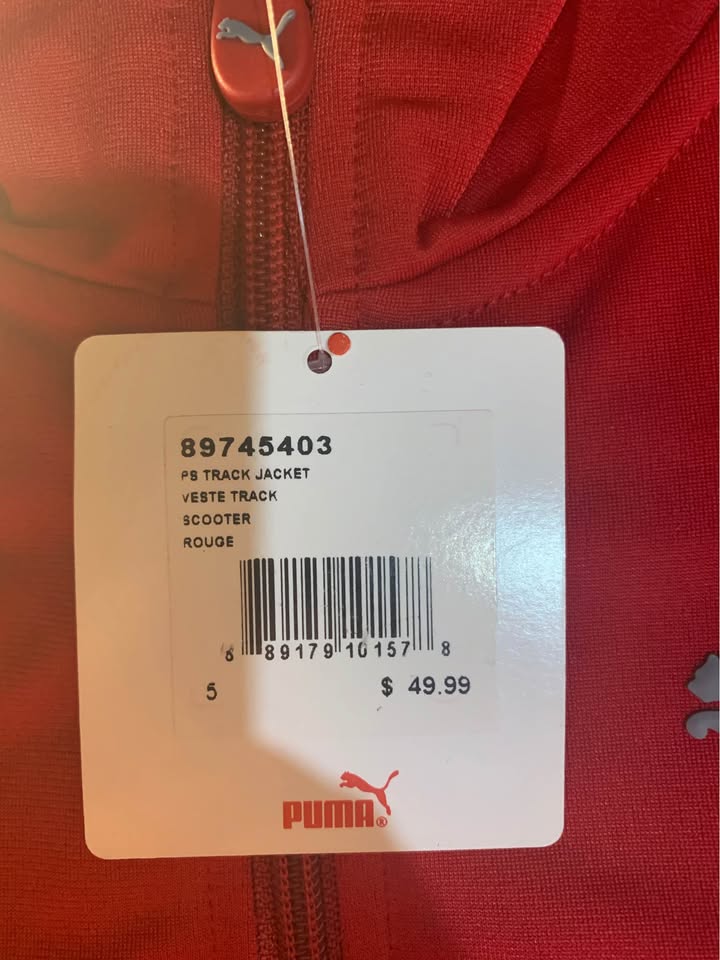 89745403
PS TRACK JACKET
VESTE TRACK
SCOOTER
ROUGE
8 89179 10157 8
5 $ 49.99
PUMA®